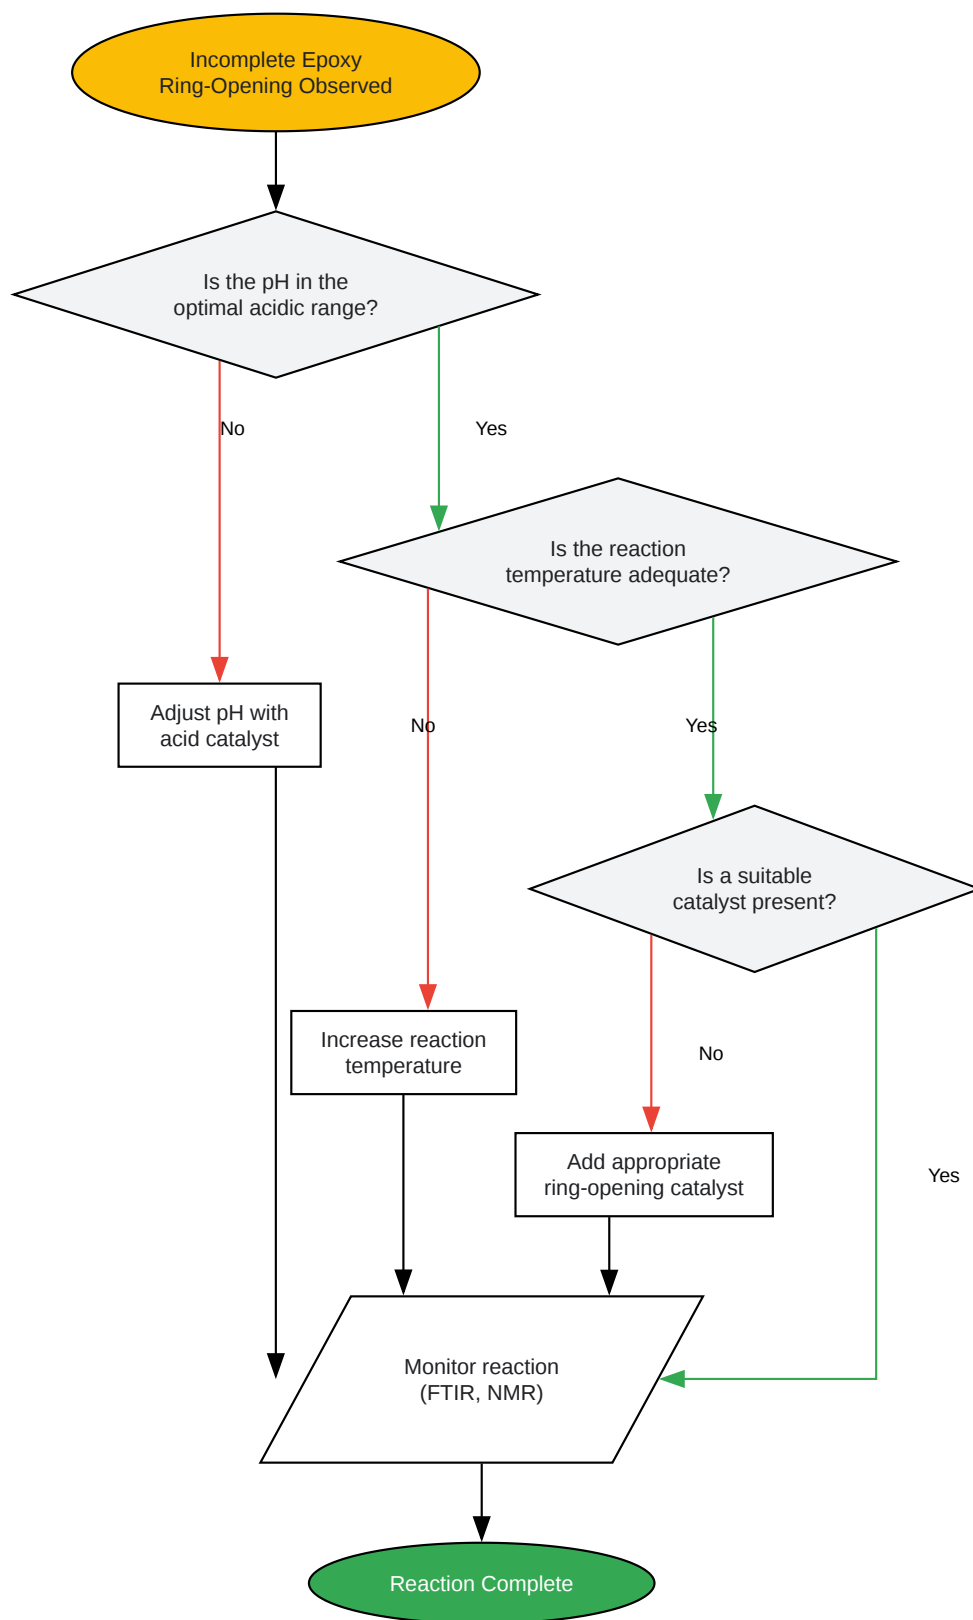 Incomplete Epoxy
Ring-Opening Observed
Is the pH in the
optimal acidic range?
No
Yes
Is the reaction
temperature adequate?
Adjust pH with
acid catalyst
No
Yes
Is a suitable
catalyst present?
Increase reaction
temperature
No
Add appropriate
ring-opening catalyst
Yes
Monitor reaction
(FTIR, NMR)
Reaction Complete